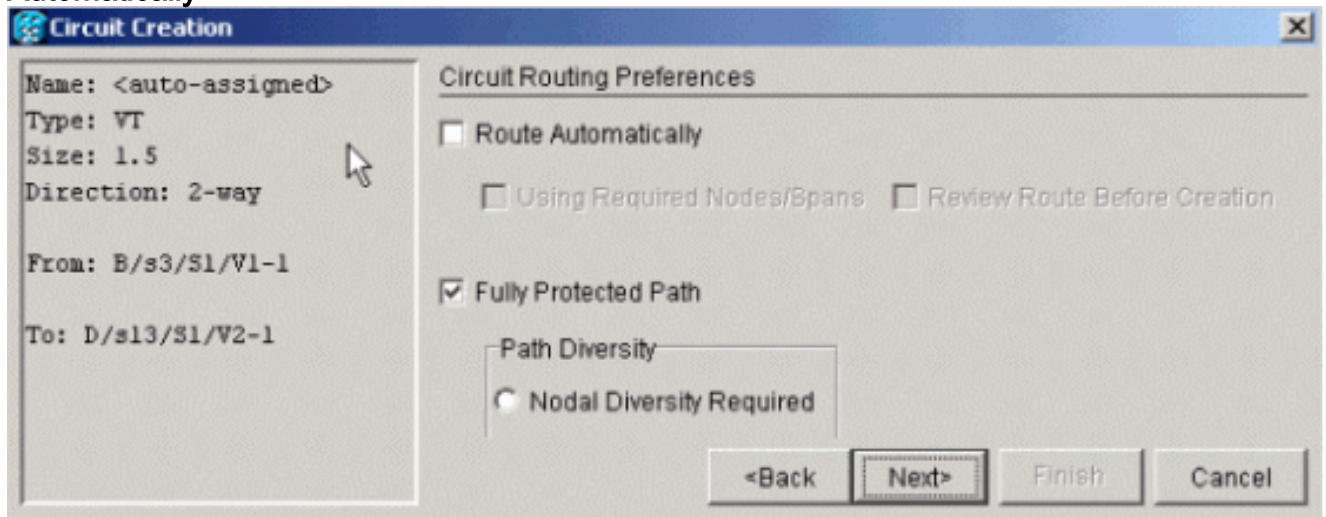 Automatically
Circuit Creation
Name: <auto-assigned>
Type: VT
Size: 1.5
Direction: 2-way
From: B/s3/S1/V1-1
To: D/s13/S1/V2-1
Circuit Routing Preferences
Route Automatically
Using Required Nodes/Spans Review Route Before Creation
Fully Protected Path
Path Diversity
Nodal Diversity Required
<Back Next> Finish Cancel